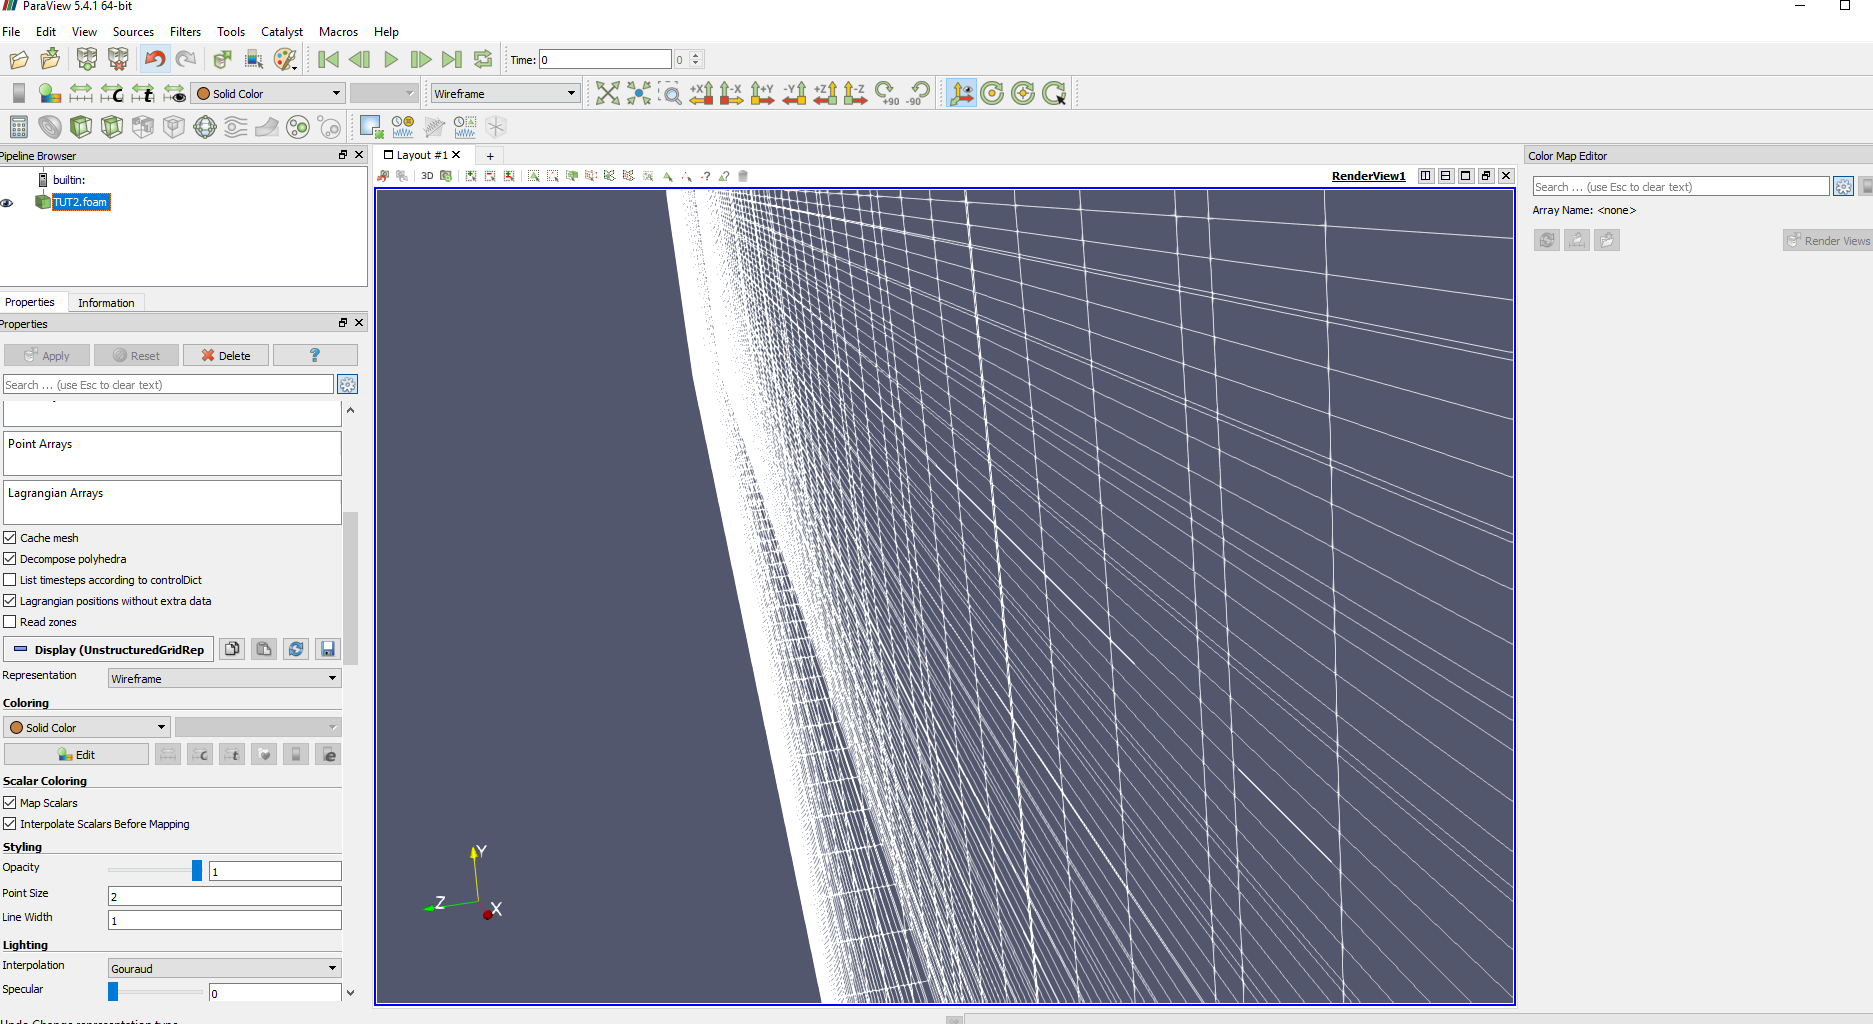 ParaView 5.4.1 64-bit
File Edit View Sources Filters Tools Catalyst Macros Help
Time: 0 0
C t Solid Color Wireframe +X -X +Y -Y +Z -Z +90 -90
Pipeline Browser
builtin:
TUT2.foam
Properties Information
Properties
Apply Reset Delete ?
Search ... (use Esc to clear text)
Point Arrays
Lagrangian Arrays
Cache mesh
Decompose polyhedra
List timesteps according to controlDict
Lagrangian positions without extra data
Read zones
Display (UnstructuredGridRep
Representation Wireframe
Coloring
Solid Color
Edit
Scalar Coloring
Map Scalars
Interpolate Scalars Before Mapping
Styling
Opacity 1
Point Size 2
Line Width 1
Lighting
Interpolation Gouraud
Specular 0
Layout #1 +
3D RenderView1
Y
Z
X
Color Map Editor
Search ... (use Esc to clear text)
Array Name: <none>
Render Views